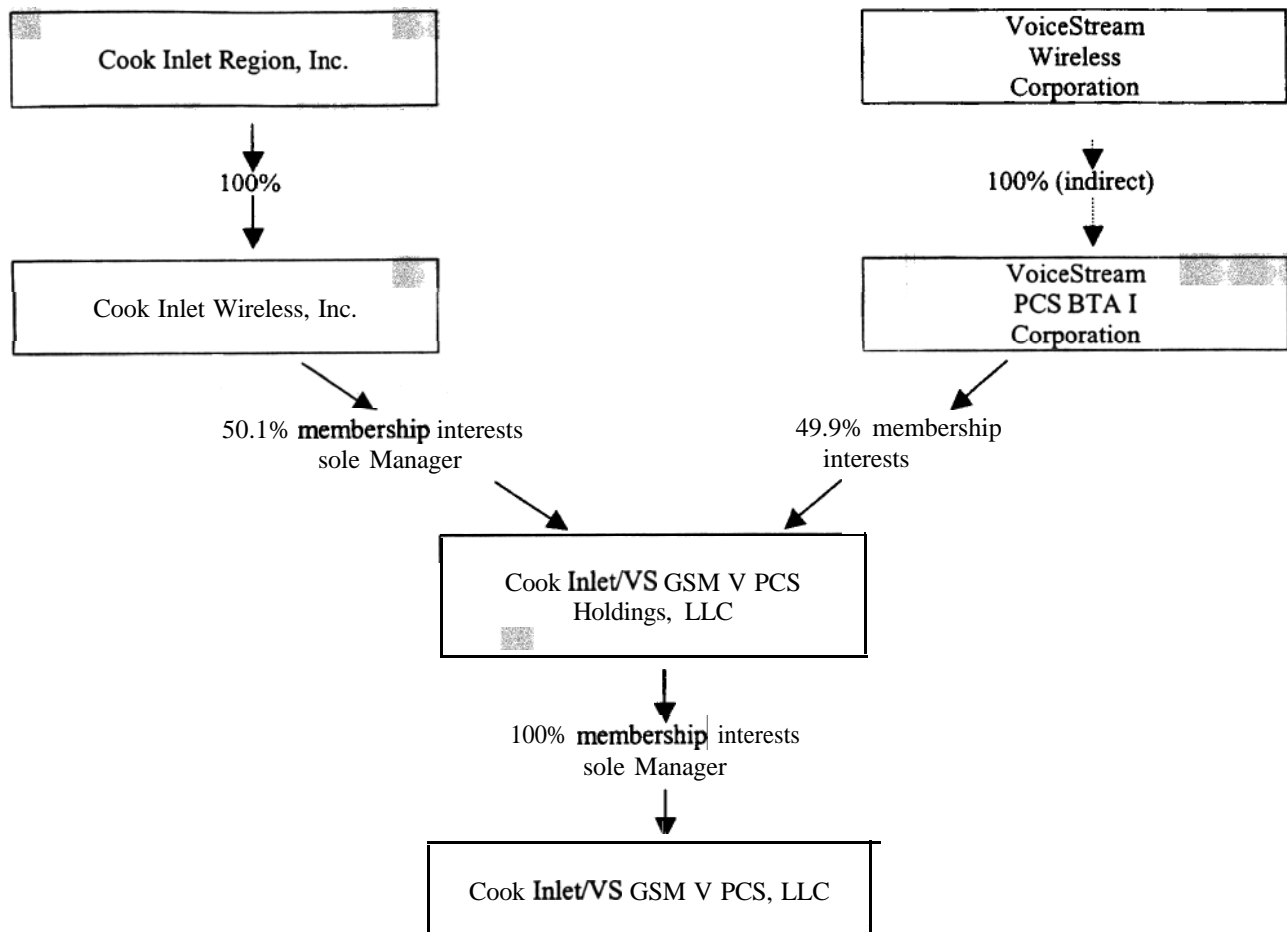 Cook Inlet Region, Inc.
VoiceStream
Wireless
Corporation
100%
100% (indirect)
Cook Inlet Wireless, Inc.
VoiceStream
PCS BTA I
Corporation
50.1% membership interests
sole Manager
49.9% membership
interests
Cook Inlet/VS GSM V PCS
Holdings, LLC
100% membership interests
sole Manager
Cook Inlet/VS GSM V PCS, LLC